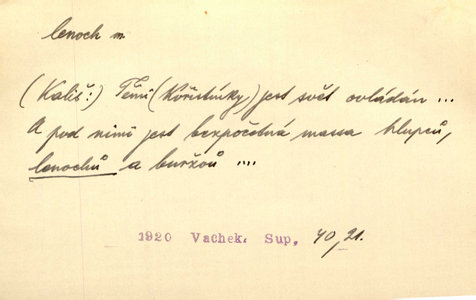 lenoch m.
(Kališ:) Těmi (Kořistníky) jest svět ovládán ...
A pod nimi jest bezpočetná massa hlupců,
lenochů a buržoů ....
1920 Vachek. Sup, 40, 21.